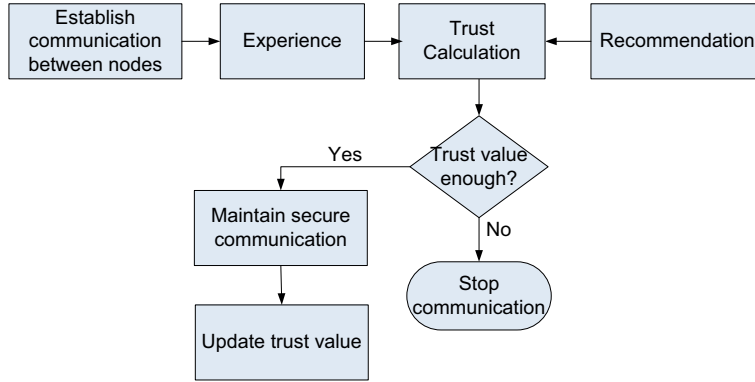 Establish
communication
between nodes
Experience
Trust
Calculation
Recommendation
Trust value
enough?
Yes
No
Maintain secure
communication
Stop
communication
Update trust value